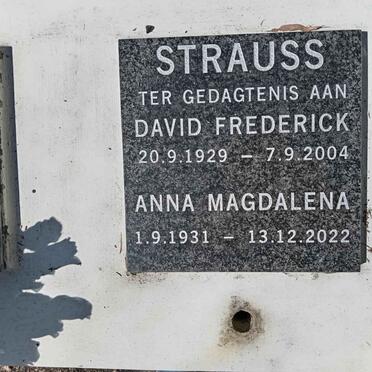 STRAUSS
TER GEDAGTENIS AAN
DAVID FREDERICK
20.9.1929 – 7.9.2004
ANNA MAGDALENA
1.9.1931 – 13.12.2022